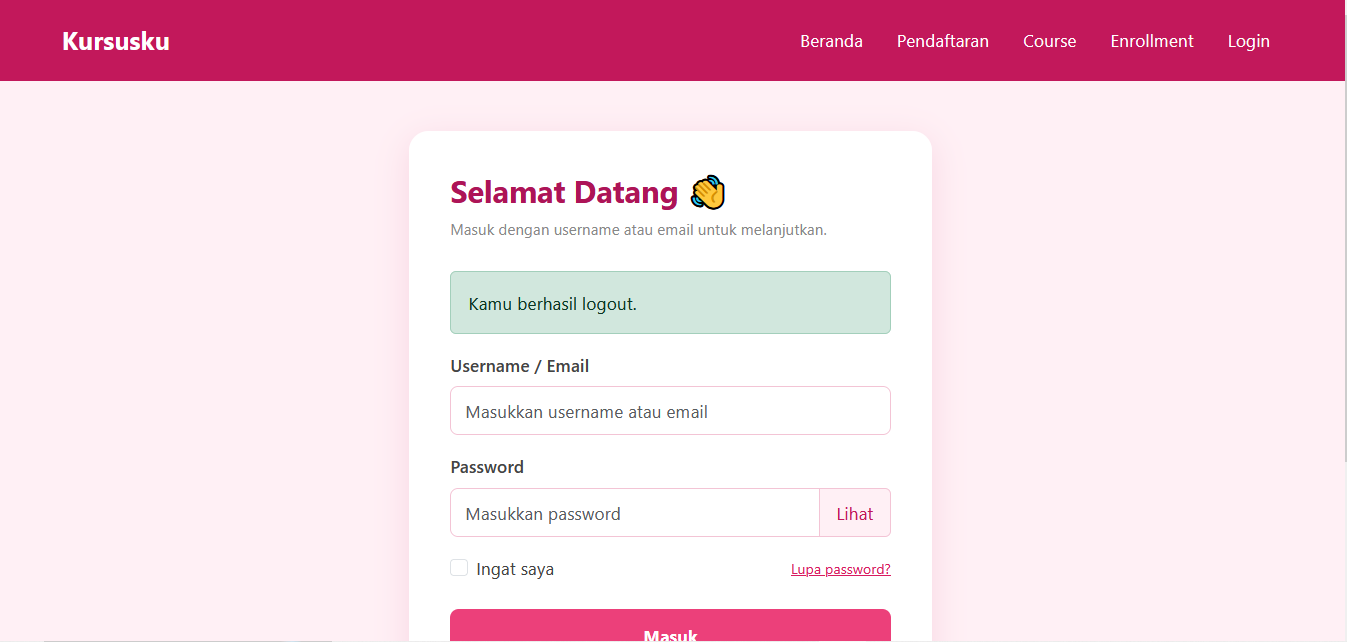 Kursusku
Beranda Pendaftaran Course Enrollment Login
Selamat Datang 👋
Masuk dengan username atau email untuk melanjutkan.
Kamu berhasil logout.
Username / Email
Masukkan username atau email
Password
Masukkan password Lihat
Ingat saya Lupa password?
Masuk